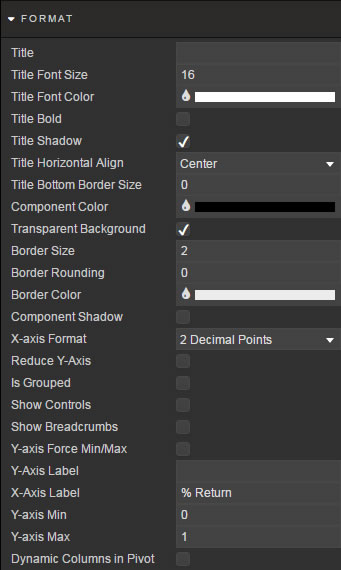 FORMAT
Title
Title Font Size 16
Title Font Color
Title Bold
Title Shadow
Title Horizontal Align Center
Title Bottom Border Size 0
Component Color
Transparent Background
Border Size 2
Border Rounding 0
Border Color
Component Shadow
X-axis Format 2 Decimal Points
Reduce Y-Axis
Is Grouped
Show Controls
Show Breadcrumbs
Y-axis Force Min/Max
Y-Axis Label
X-Axis Label % Return
Y-axis Min 0
Y-axis Max 1
Dynamic Columns in Pivot